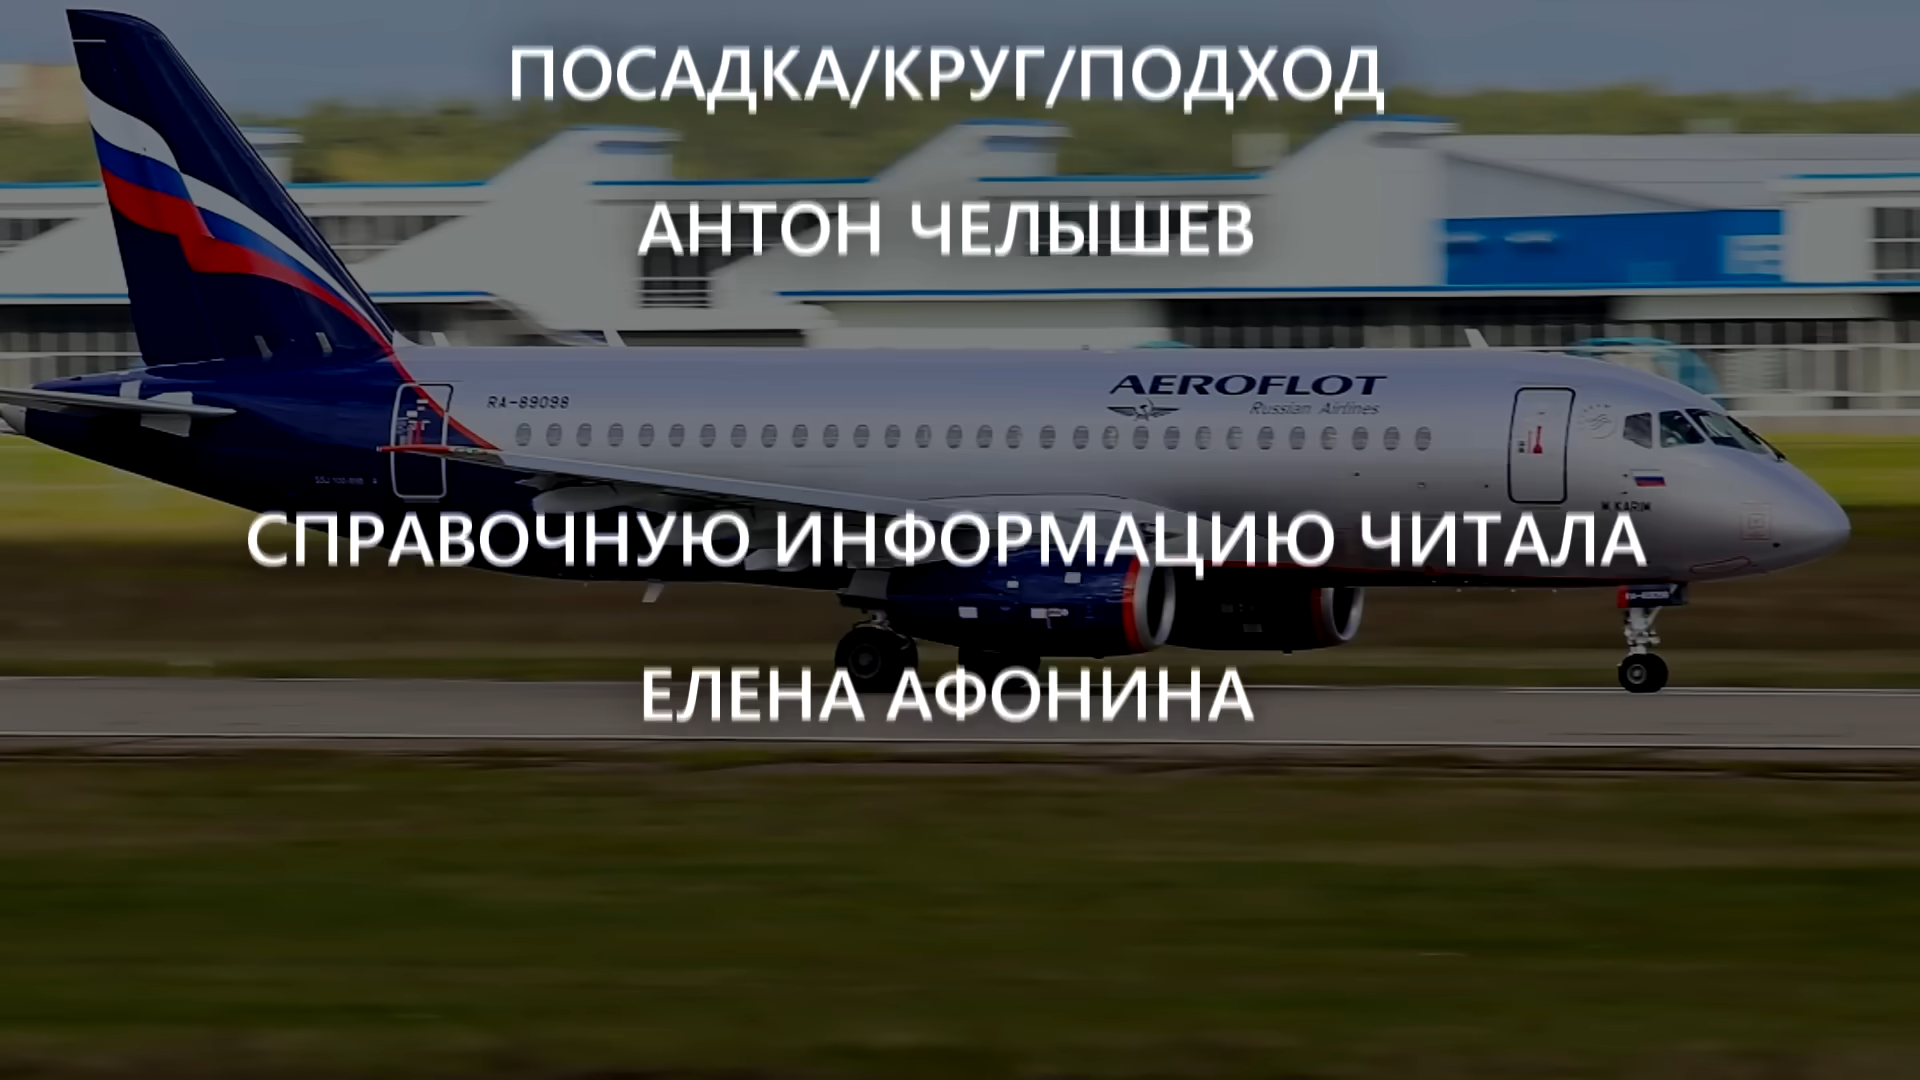 ПОСАДКА/КРУГ/ПОДХОД
АНТОН ЧЕЛЫШЕВ
AEROFLOT
Russian Airlines
RA-89098
СПРАВОЧНУЮ ИНФОРМАЦИЮ ЧИТАЛА
ЕЛЕНА АФОНИНА